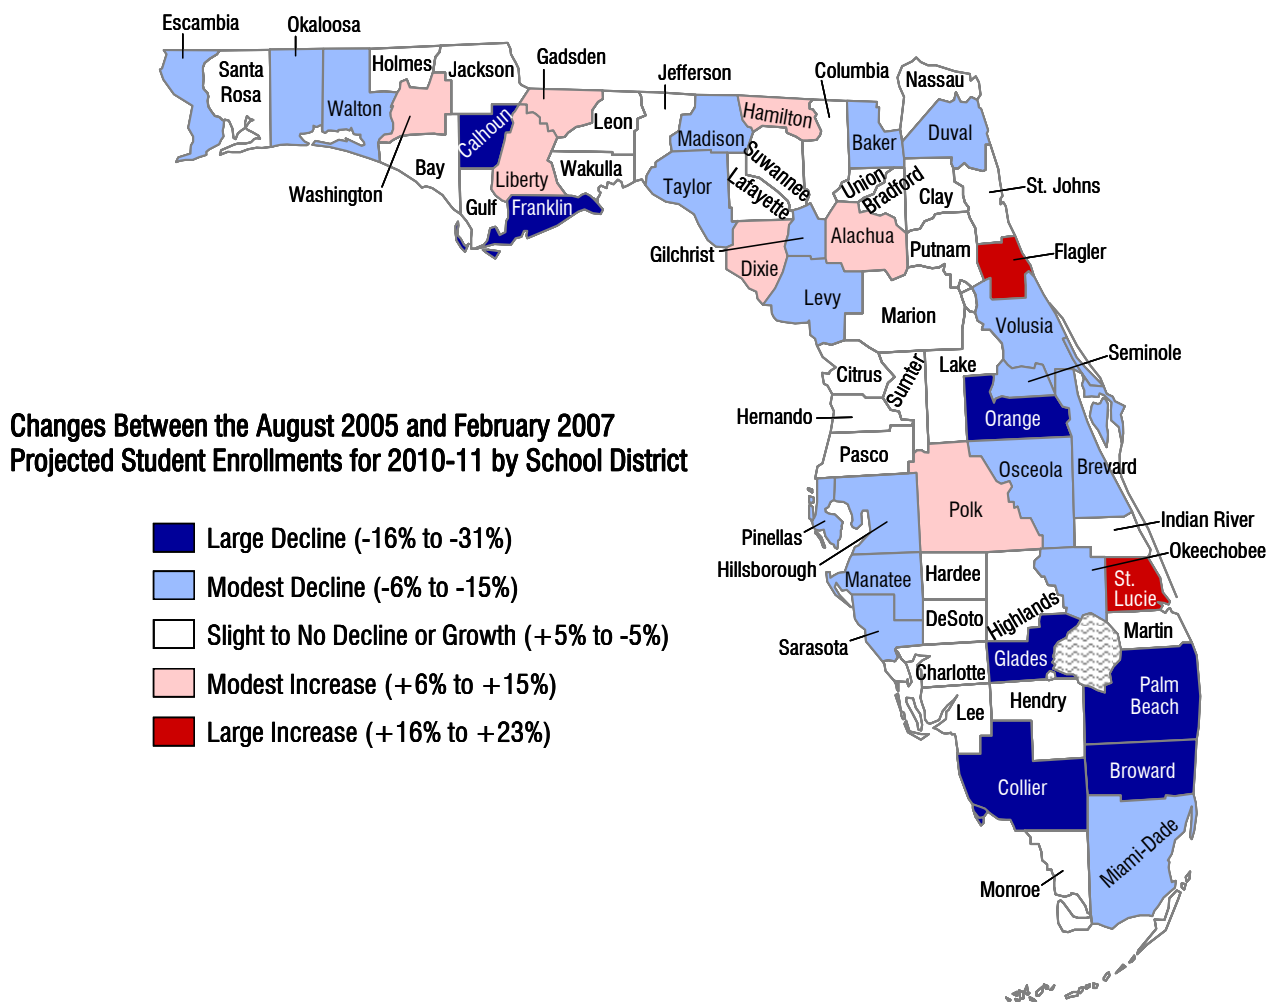 Escambia
Okaloosa
Santa
Rosa
Walton
Holmes
Jackson
Gadsden
Jefferson
Columbia
Nassau
Washington
Bay
Calhoun
Liberty
Gulf
Franklin
Leon
Wakulla
Madison
Hamilton
Taylor
Suwannee
Lafayette
Baker
Duval
Union
Bradford
Clay
St. Johns
Gilchrist
Dixie
Alachua
Putnam
Flagler
Levy
Marion
Volusia
Citrus
Sumter
Lake
Seminole
Hernando
Orange
Changes Between the August 2005 and February 2007
Projected Student Enrollments for 2010-11 by School District
Pasco
Osceola
Brevard
Large Decline (-16% to -31%)
Modest Decline (-6% to -15%)
Slight to No Decline or Growth (+5% to -5%)
Modest Increase (+6% to +15%)
Large Increase (+16% to +23%)
Polk
Pinellas
Hillsborough
Indian River
Okeechobee
Manatee
Hardee
St.
Lucie
DeSoto
Highlands
Sarasota
Martin
Glades
Charlotte
Palm
Beach
Lee
Hendry
Collier
Broward
Miami-Dade
Monroe